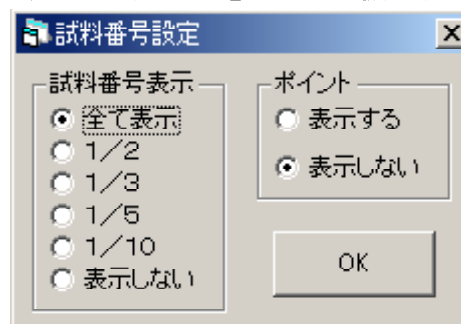 試料番号設定
試料番号表示
全て表示
1／2
1／3
1／5
1／10
表示しない
ポイント
表示する
表示しない
OK